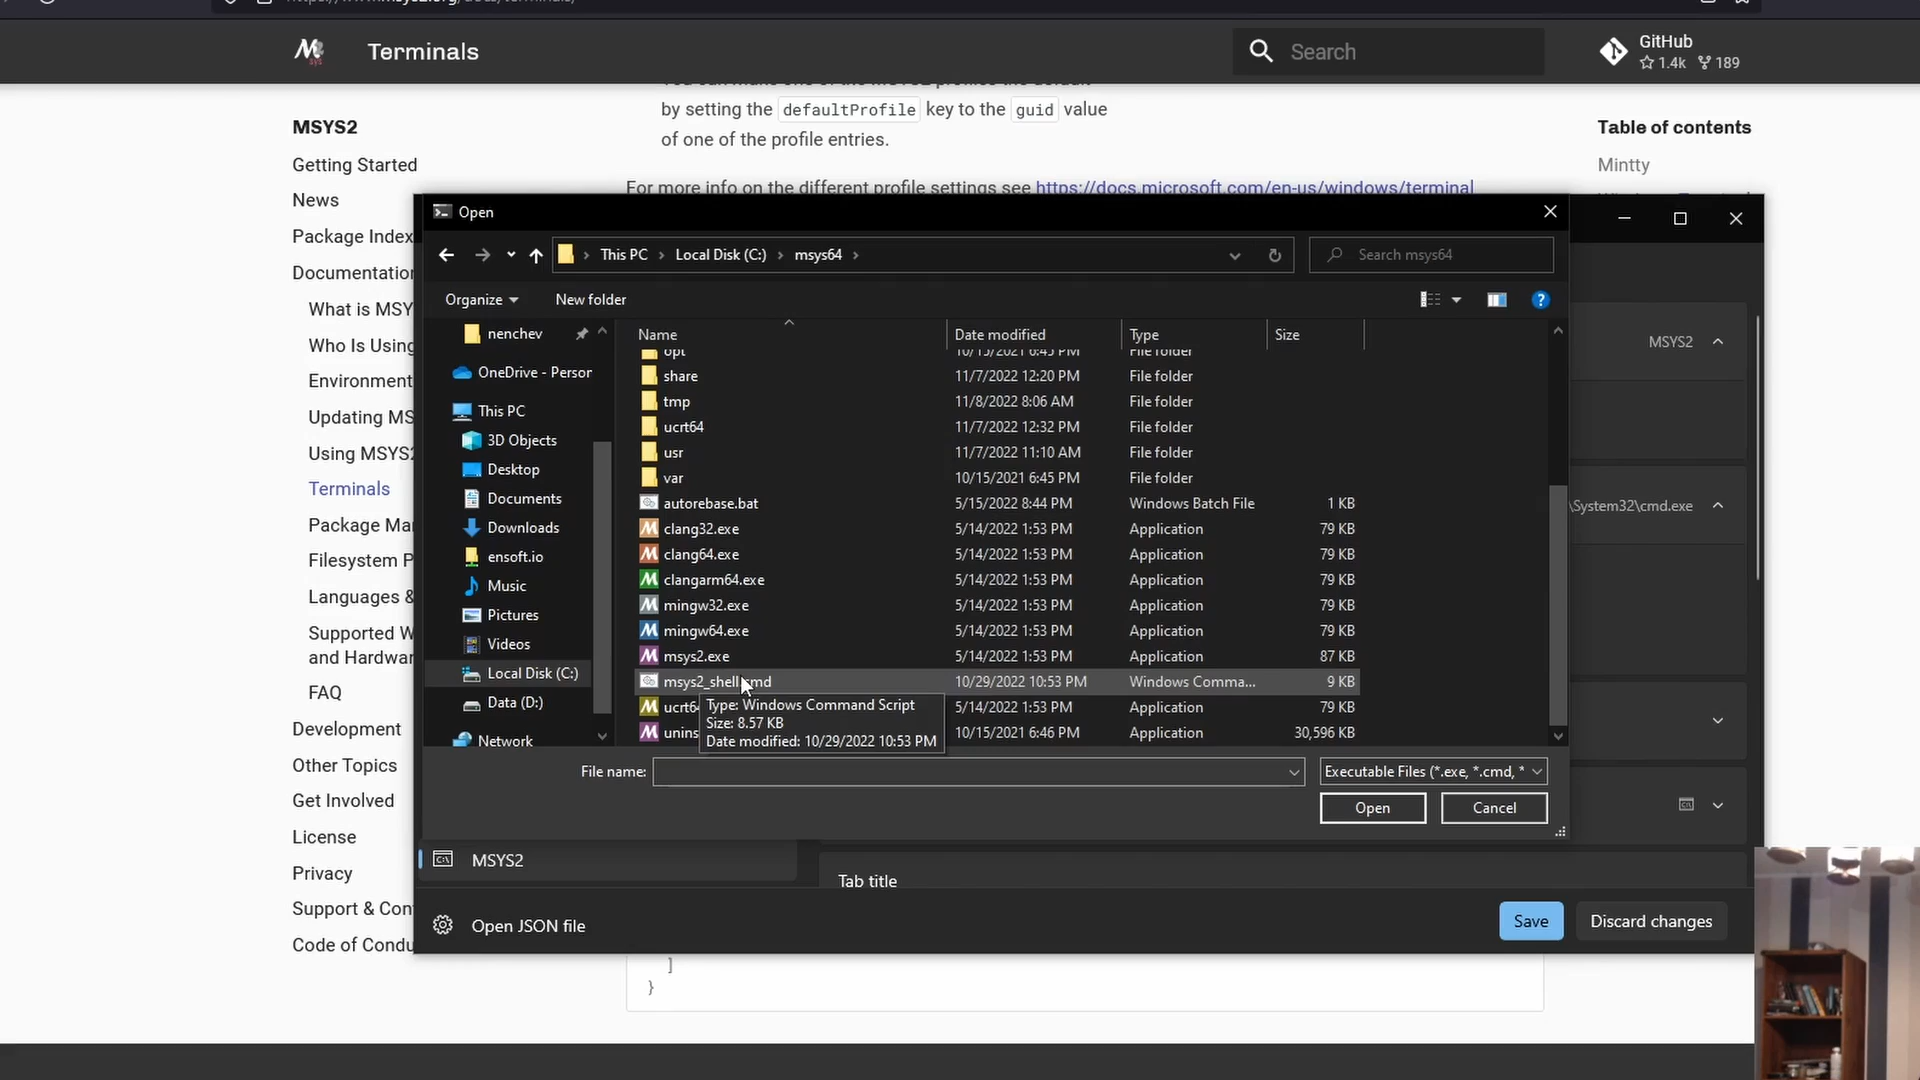 Terminals
Search
GitHub
1.4k 189
by setting the defaultProfile key to the guid value
of one of the profile entries.
For more info on the different profile settings see https://docs.microsoft.com/en-us/windows/terminal
MSYS2
Getting Started
News
Package Index
Documentation
What is MSY
Who Is Using
Environment
Updating MS
Using MSYS2
Terminals
Package Ma
Filesystem P
Languages &
Supported W
and Hardwar
FAQ
Development
Other Topics
Get Involved
License
Privacy
Support & Con
Code of Condu
Table of contents
Mintty
Open
This PC
Local Disk (C:)
msys64
Search msys64
Organize
New folder
nenchev
OneDrive - Person
This PC
3D Objects
Desktop
Documents
Downloads
ensoft.io
Music
Pictures
Videos
Local Disk (C:)
Data (D:)
Network
Name Date modified Type Size
opt 10/15/2021 6:45 PM File folder
share 11/7/2022 12:20 PM File folder
tmp 11/8/2022 8:06 AM File folder
ucrt64 11/7/2022 12:32 PM File folder
usr 11/7/2022 11:10 AM File folder
var 10/15/2021 6:45 PM File folder
autorebase.bat 5/15/2022 8:44 PM Windows Batch File 1 KB
clang32.exe 5/14/2022 1:53 PM Application 79 KB
clang64.exe 5/14/2022 1:53 PM Application 79 KB
clangarm64.exe 5/14/2022 1:53 PM Application 79 KB
mingw32.exe 5/14/2022 1:53 PM Application 79 KB
mingw64.exe 5/14/2022 1:53 PM Application 79 KB
msys2.exe 5/14/2022 1:53 PM Application 87 KB
msys2_shell.cmd 10/29/2022 10:53 PM Windows Comma... 9 KB
ucrt64 5/14/2022 1:53 PM Application 79 KB
unins 10/15/2021 6:46 PM Application 30,596 KB
Type: Windows Command Script
Size: 8.57 KB
Date modified: 10/29/2022 10:53 PM
File name:
Executable Files (*.exe, *.cmd, *
Open
Cancel
MSYS2
\System32\cmd.exe
MSYS2
Tab title
Open JSON file
Save
Discard changes
]
}